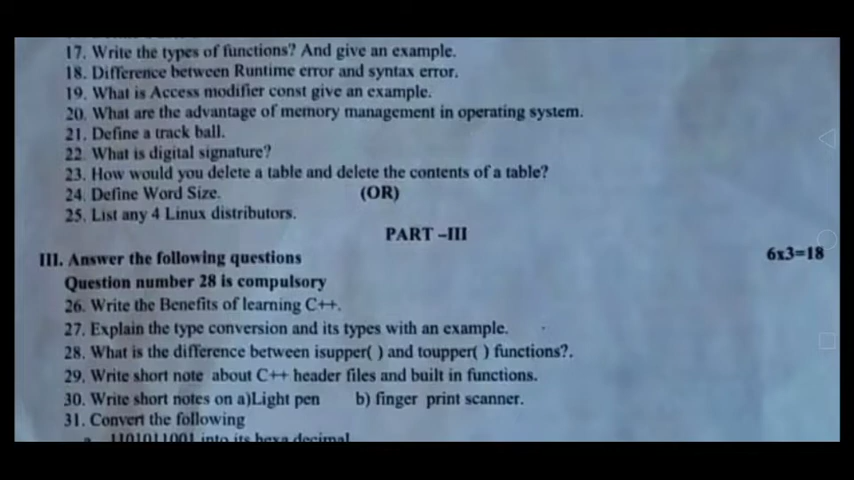 17. Write the types of functions? And give an example.
18. Difference between Runtime error and syntax error.
19. What is Access modifier const give an example.
20. What are the advantage of memory management in operating system.
21. Define a track ball.
22. What is digital signature?
23. How would you delete a table and delete the contents of a table?
24. Define Word Size. (OR)
25. List any 4 Linux distributors.
PART –III
III. Answer the following questions 6x3=18
Question number 28 is compulsory
26. Write the Benefits of learning C++.
27. Explain the type conversion and its types with an example.
28. What is the difference between isupper( ) and toupper( ) functions?.
29. Write short note about C++ header files and built in functions.
30. Write short notes on a)Light pen b) finger print scanner.
31. Convert the following
a. 1101011001 into its hexa decimal